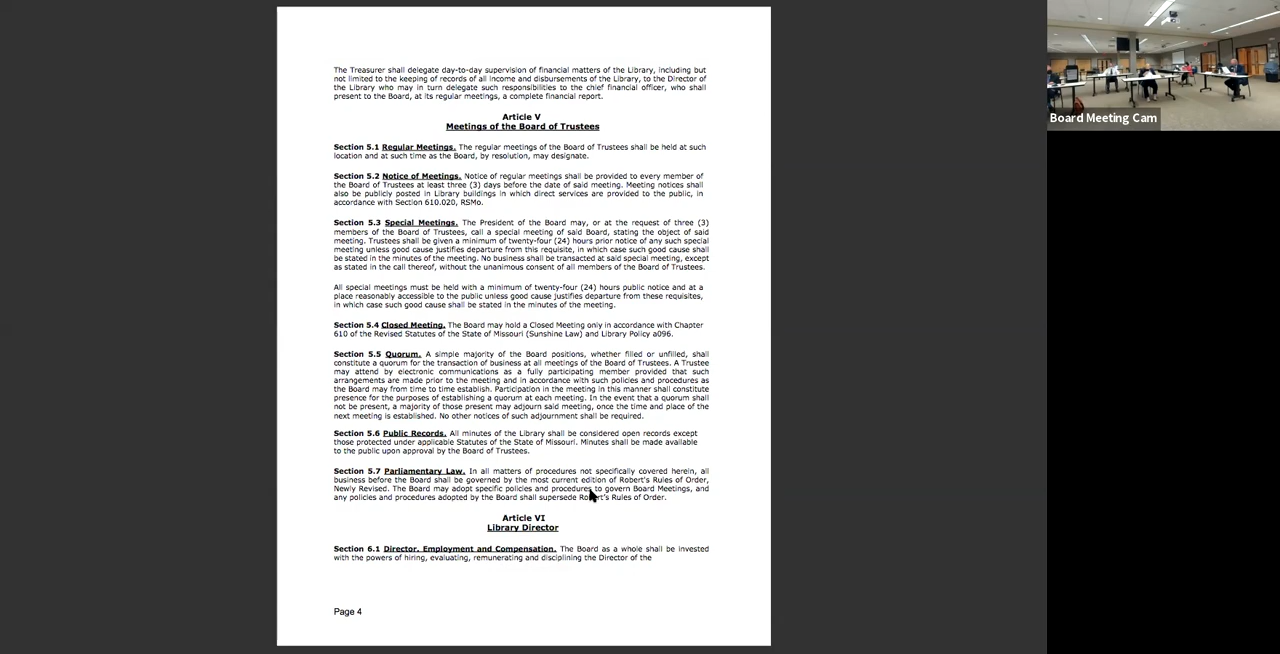 The Treasurer shall delegate day-to-day supervision of financial matters of the Library, including but
not limited to the keeping of records of all income and disbursements of the Library, to the Director of
the Library who may in turn delegate such responsibilities to the chief financial officer, who shall
present to the Board, at its regular meetings, a complete financial report.
Article V
Meetings of the Board of Trustees
Section 5.1 Regular Meetings. The regular meetings of the Board of Trustees shall be held at such
location and at such time as the Board, by resolution, may designate.
Section 5.2 Notice of Meetings. Notice of regular meetings shall be provided to every member of
the Board of Trustees at least three (3) days before the date of said meeting. Meeting notices shall
also be publicly posted in Library buildings in which direct services are provided to the public, in
accordance with Section 610.020, RSMo.
Section 5.3 Special Meetings. The President of the Board may, or at the request of three (3)
members of the Board of Trustees, call a special meeting of said Board, stating the object of said
meeting. Trustees shall be given a minimum of twenty-four (24) hours prior notice of any such special
meeting unless good cause justifies departure from this requisite, in which case such good cause shall
be stated in the minutes of the meeting. No business shall be transacted at said special meeting, except
as stated in the call thereof, without the unanimous consent of all members of the Board of Trustees.
All special meetings must be held with a minimum of twenty-four (24) hours public notice and at a
place reasonably accessible to the public unless good cause justifies departure from these requisites,
in which case such good cause shall be stated in the minutes of the meeting.
Section 5.4 Closed Meeting. The Board may hold a Closed Meeting only in accordance with Chapter
610 of the Revised Statutes of the State of Missouri (Sunshine Law) and Library Policy a096.
Section 5.5 Quorum. A simple majority of the Board positions, whether filled or unfilled, shall
constitute a quorum for the transaction of business at all meetings of the Board of Trustees. A Trustee
may attend by electronic communications as a fully participating member provided that such
arrangements are made prior to the meeting and in accordance with such policies and procedures as
the Board may from time to time establish. Participation in the meeting in this manner shall constitute
presence for the purposes of establishing a quorum at each meeting. In the event that a quorum shall
not be present, a majority of those present may adjourn said meeting, once the time and place of the
next meeting is established. No other notices of such adjournment shall be required.
Section 5.6 Public Records. All minutes of the Library shall be considered open records except
those protected under applicable Statutes of the State of Missouri. Minutes shall be made available
to the public upon approval by the Board of Trustees.
Section 5.7 Parliamentary Law. In all matters of procedures not specifically covered herein, all
business before the Board shall be governed by the most current edition of Robert's Rules of Order,
Newly Revised. The Board may adopt specific policies and procedures to govern Board Meetings, and
any policies and procedures adopted by the Board shall supersede Robert's Rules of Order.
Article VI
Library Director
Section 6.1 Director, Employment and Compensation. The Board as a whole shall be invested
with the powers of hiring, evaluating, remunerating and disciplining the Director of the
Page 4
Board Meeting Cam